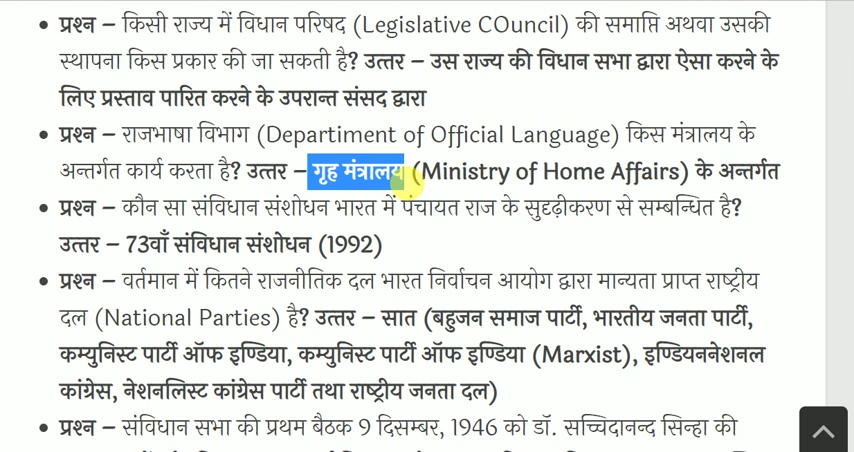 प्रश्न – किसी राज्य में विधान परिषद (Legislative COuncil) की समाप्ति अथवा उसकी
स्थापना किस प्रकार की जा सकती है? उत्तर – उस राज्य की विधान सभा द्वारा ऐसा करने के
लिए प्रस्ताव पारित करने के उपरान्त संसद द्वारा
प्रश्न – राजभाषा विभाग (Departiment of Official Language) किस मंत्रालय के
अन्तर्गत कार्य करता है? उत्तर – गृह मंत्रालय (Ministry of Home Affairs) के अन्तर्गत
प्रश्न – कौन सा संविधान संशोधन भारत में पंचायत राज के सुदृढ़ीकरण से सम्बन्धित है?
उत्तर – 73वाँ संविधान संशोधन (1992)
प्रश्न – वर्तमान में कितने राजनीतिक दल भारत निर्वाचन आयोग द्वारा मान्यता प्राप्त राष्ट्रीय
दल (National Parties) है? उत्तर – सात (बहुजन समाज पार्टी, भारतीय जनता पार्टी,
कम्युनिस्ट पार्टी ऑफ इण्डिया, कम्युनिस्ट पार्टी ऑफ इण्डिया (Marxist), इण्डियननेशनल
कांग्रेस, नेशनलिस्ट कांग्रेस पार्टी तथा राष्ट्रीय जनता दल)
प्रश्न – संविधान सभा की प्रथम बैठक 9 दिसम्बर, 1946 को डॉ. सच्चिदानन्द सिन्हा की